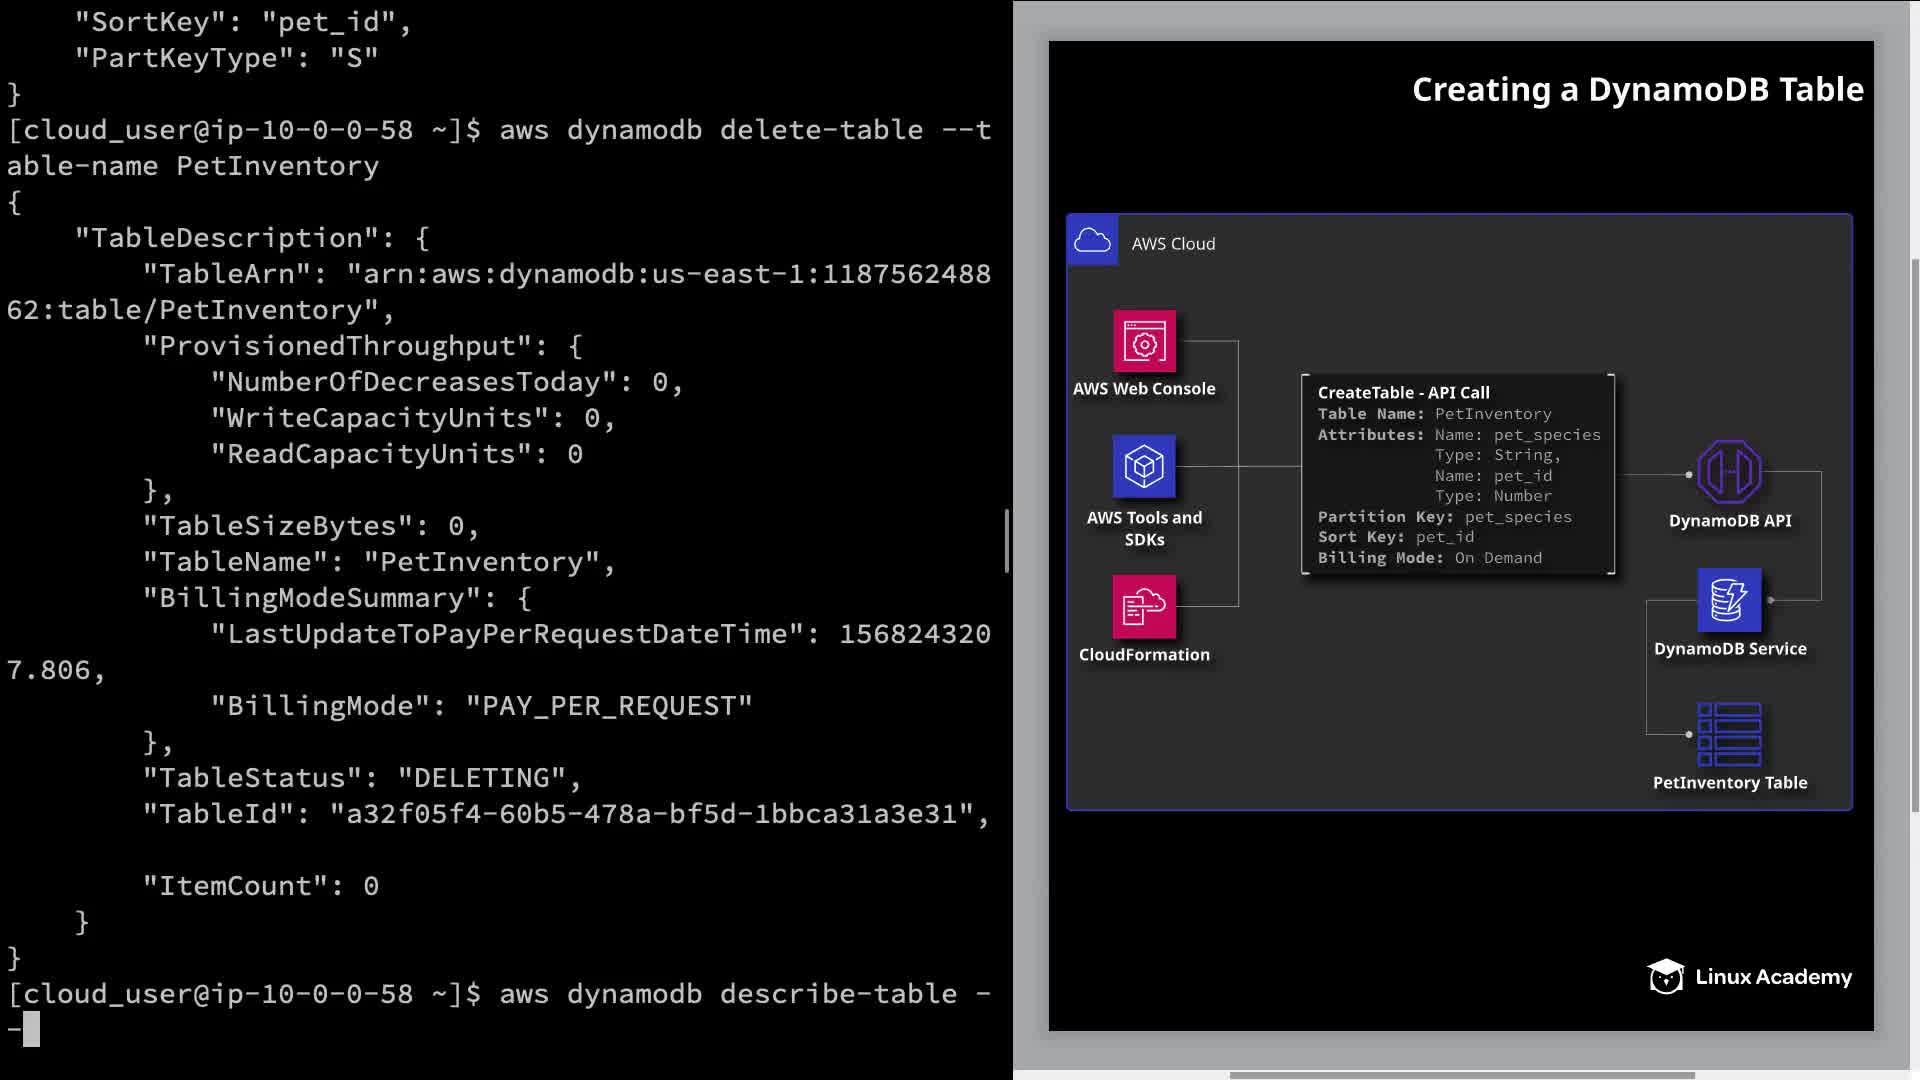 "SortKey": "pet_id",
"PartKeyType": "S"
}
[cloud_user@ip-10-0-0-58 ~]$ aws dynamodb delete-table --t
able-name PetInventory
{
"TableDescription": {
"TableArn": "arn:aws:dynamodb:us-east-1:1187562488
62:table/PetInventory",
"ProvisionedThroughput": {
"NumberOfDecreasesToday": 0,
"WriteCapacityUnits": 0,
"ReadCapacityUnits": 0
},
"TableSizeBytes": 0,
"TableName": "PetInventory",
"BillingModeSummary": {
"LastUpdateToPayPerRequestDateTime": 156824320
7.806,
"BillingMode": "PAY_PER_REQUEST"
},
"TableStatus": "DELETING",
"TableId": "a32f05f4-60b5-478a-bf5d-1bbca31a3e31",
"ItemCount": 0
}
}
[cloud_user@ip-10-0-0-58 ~]$ aws dynamodb describe-table -
-
Creating a DynamoDB Table
AWS Cloud
AWS Web Console
AWS Tools and
SDKs
CloudFormation
CreateTable - API Call
Table Name: PetInventory
Attributes: Name: pet_species
Type: String,
Name: pet_id
Type: Number
Partition Key: pet_species
Sort Key: pet_id
Billing Mode: On Demand
DynamoDB API
DynamoDB Service
PetInventory Table
Linux Academy